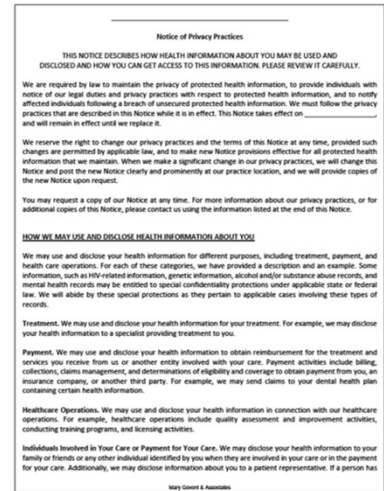 Notice of Privacy Practices
THIS NOTICE DESCRIBES HOW HEALTH INFORMATION ABOUT YOU MAY BE USED AND
DISCLOSED AND HOW YOU CAN GET ACCESS TO THIS INFORMATION. PLEASE REVIEW IT CAREFULLY.
We are required by law to maintain the privacy of protected health information, to provide individuals with
notice of our legal duties and privacy practices with respect to protected health information, and to notify
affected individuals following a breach of unsecured protected health information. We must follow the privacy
practices that are described in this Notice while it is in effect. This Notice takes effect on ____________________,
and will remain in effect until we replace it.
We reserve the right to change our privacy practices and the terms of this Notice at any time, provided such
changes are permitted by applicable law, and to make new Notice provisions effective for all protected health
information that we maintain. When we make a significant change in our privacy practices, we will change this
Notice and post the new Notice clearly and prominently at our practice location, and we will provide copies of
the new Notice upon request.
You may request a copy of our Notice at any time. For more information about our privacy practices, or for
additional copies of this Notice, please contact us using the information listed at the end of this Notice.
HOW WE MAY USE AND DISCLOSE HEALTH INFORMATION ABOUT YOU
We may use and disclose your health information for different purposes, including treatment, payment, and
health care operations. For each of these categories, we have provided a description and an example. Some
information, such as HIV-related information, genetic information, alcohol and/or substance abuse records, and
mental health records may be entitled to special confidentiality protections under applicable state or federal
law. We will abide by these special protections as they pertain to applicable cases involving these types of
records.
Treatment. We may use and disclose your health information for your treatment. For example, we may disclose
your health information to a specialist providing treatment to you.
Payment. We may use and disclose your health information to obtain reimbursement for the treatment and
services you receive from us or another entity involved with your care. Payment activities include billing,
collections, claims management, and determinations of eligibility and coverage to obtain payment from you, an
insurance company, or another third party. For example, we may send claims to your dental health plan
containing certain health information.
Healthcare Operations. We may use and disclose your health information in connection with our healthcare
operations. For example, healthcare operations include quality assessment and improvement activities,
conducting training programs, and licensing activities.
Individuals Involved in Your Care or Payment for Your Care. We may disclose your health information to your
family or friends or any other individual identified by you when they are involved in your care or in the payment
for your care. Additionally, we may disclose information about you to a patient representative. If a person has
Mary Govoni & Associates